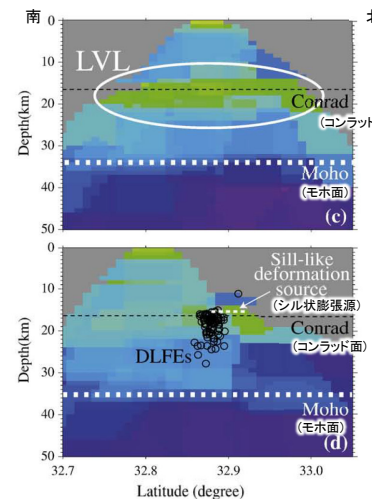 南
北
0
10
20
30
40
50
Depth(km)
LVL
Conrad
(コンラッド
Moho
(モホ面)
(c)
0
10
20
30
40
50
Depth(km)
Sill-like
deformation
source
(シル状膨張源)
Conrad
(コンラッド面)
DLFEs
Moho
(モホ面)
(d)
32.7 32.8 32.9 33.0
Latitude (degree)